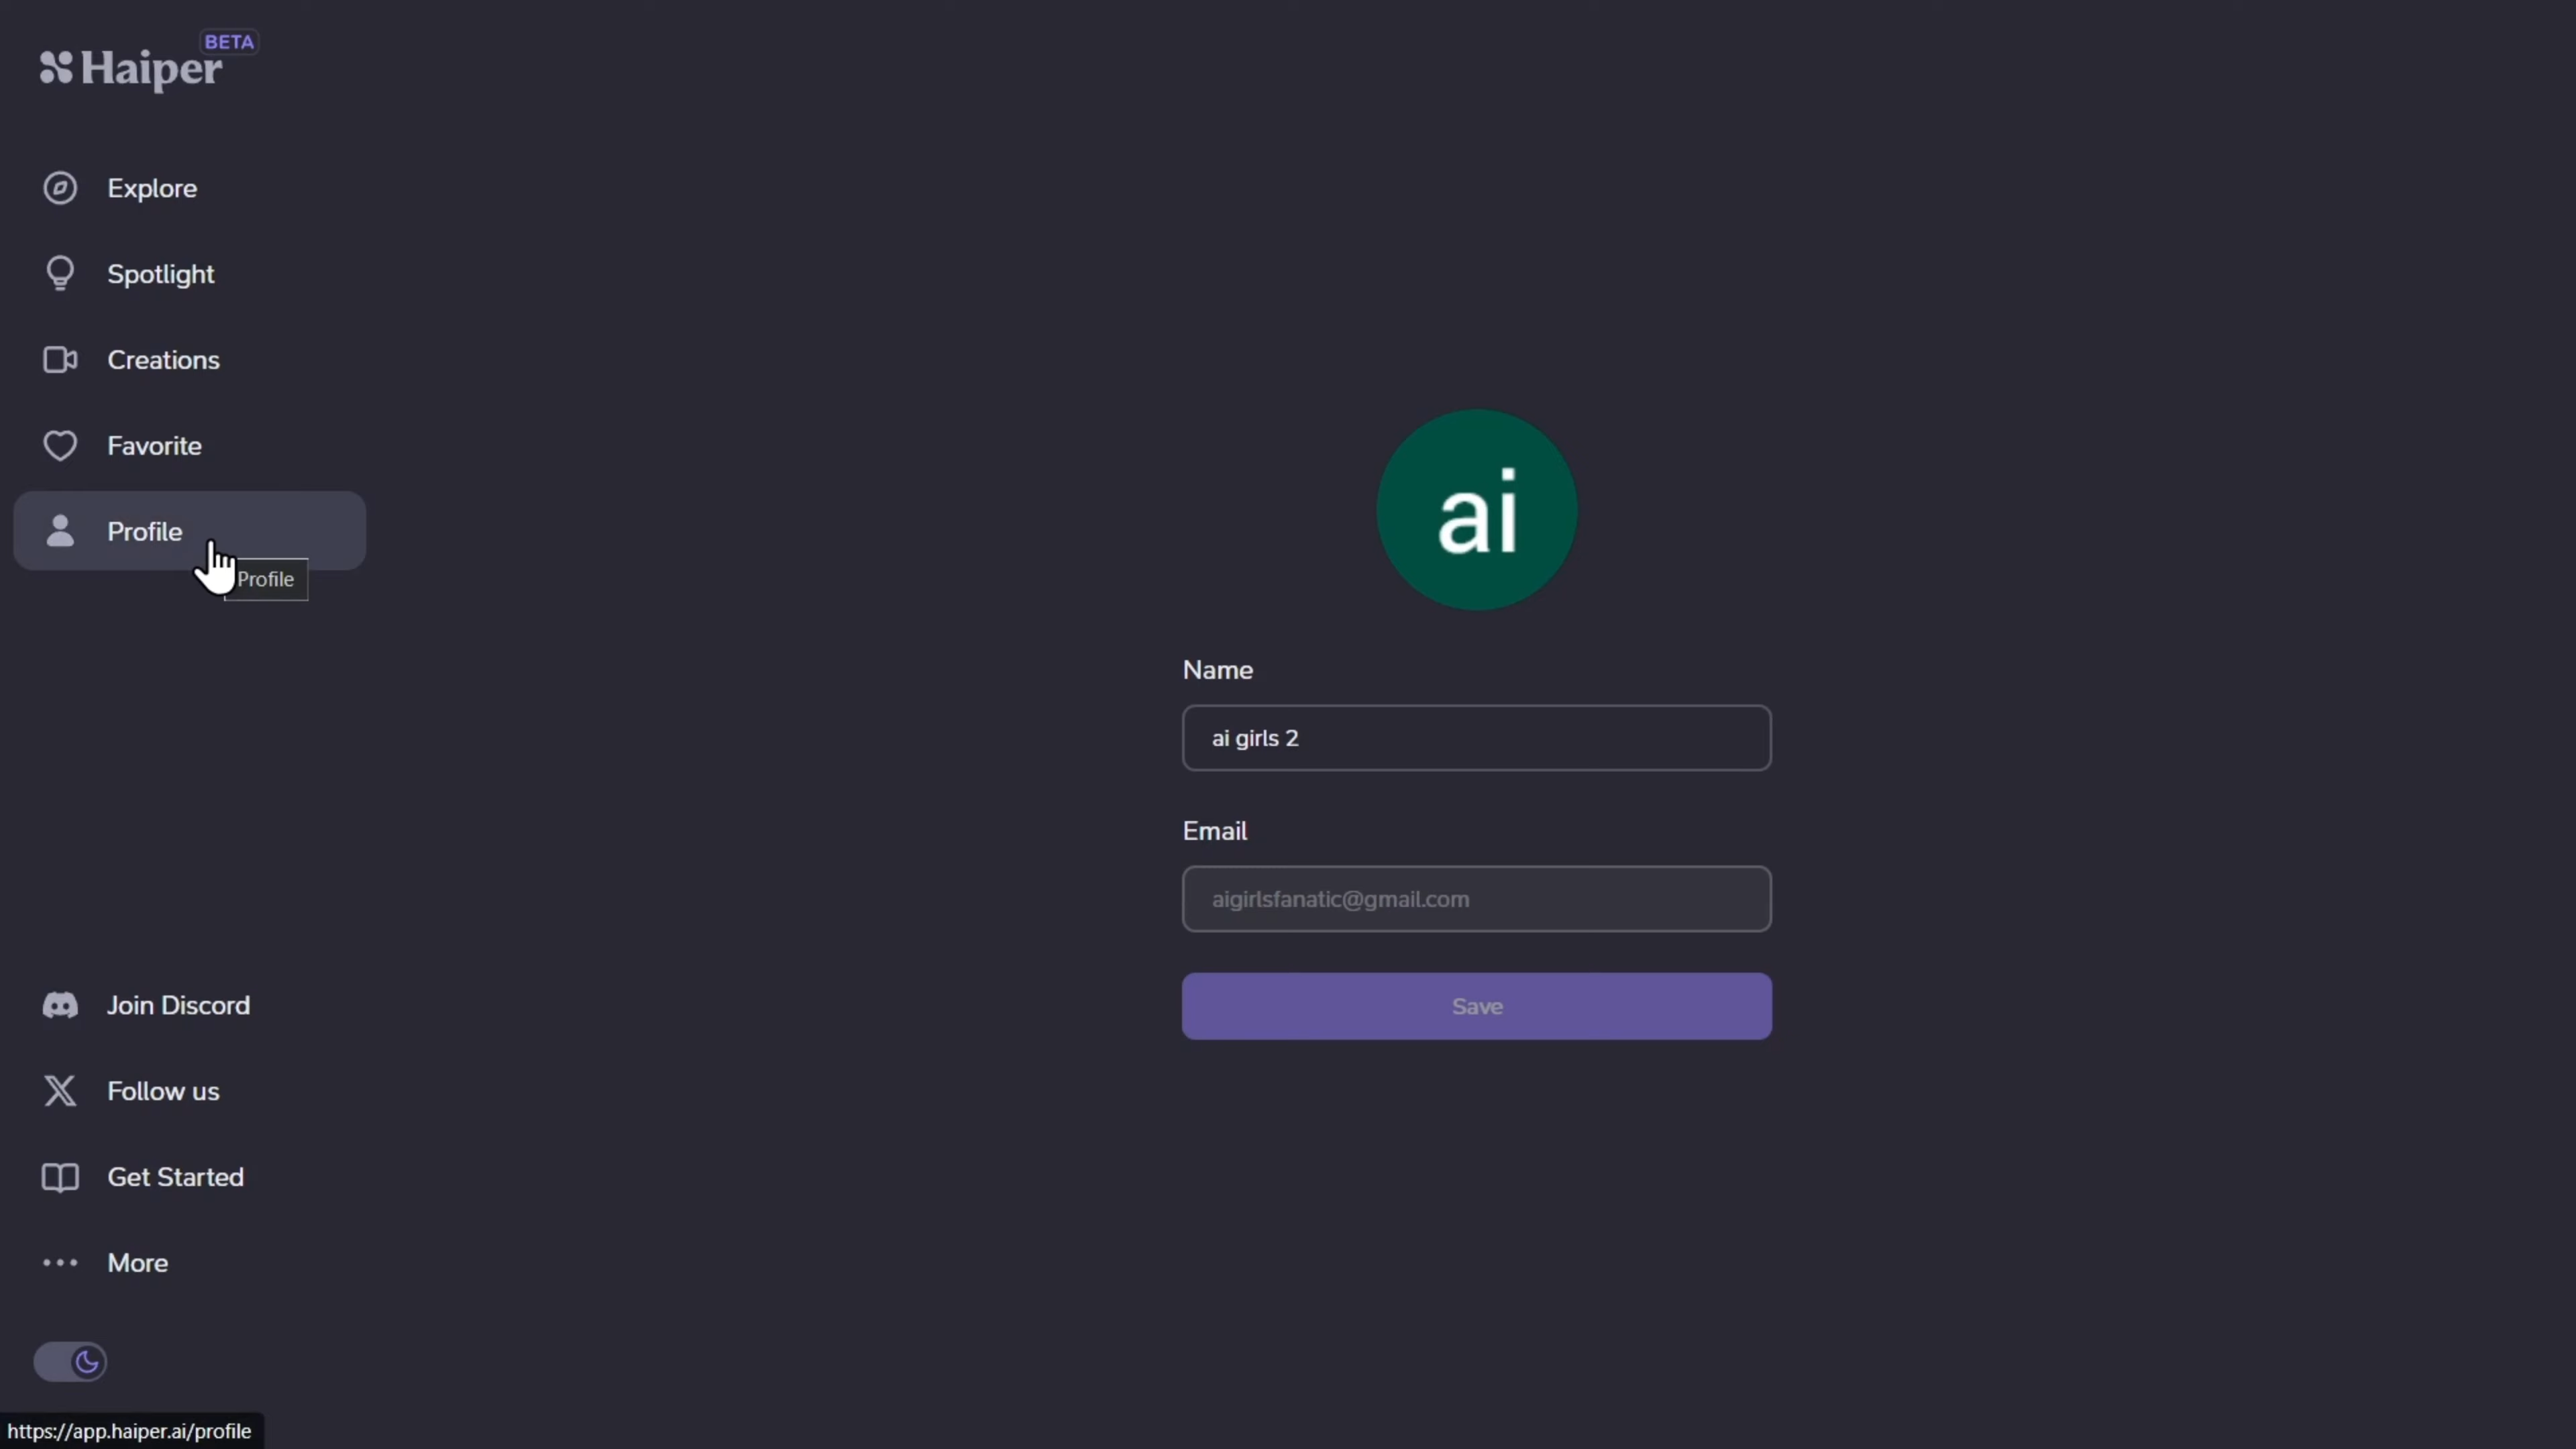 Haiper BETA
Explore
Spotlight
Creations
Favorite
Profile
Profile
ai
Name
ai girls 2
Email
aigirlsfanatic@gmail.com
Save
Join Discord
Follow us
Get Started
More
https://app.haiper.ai/profile